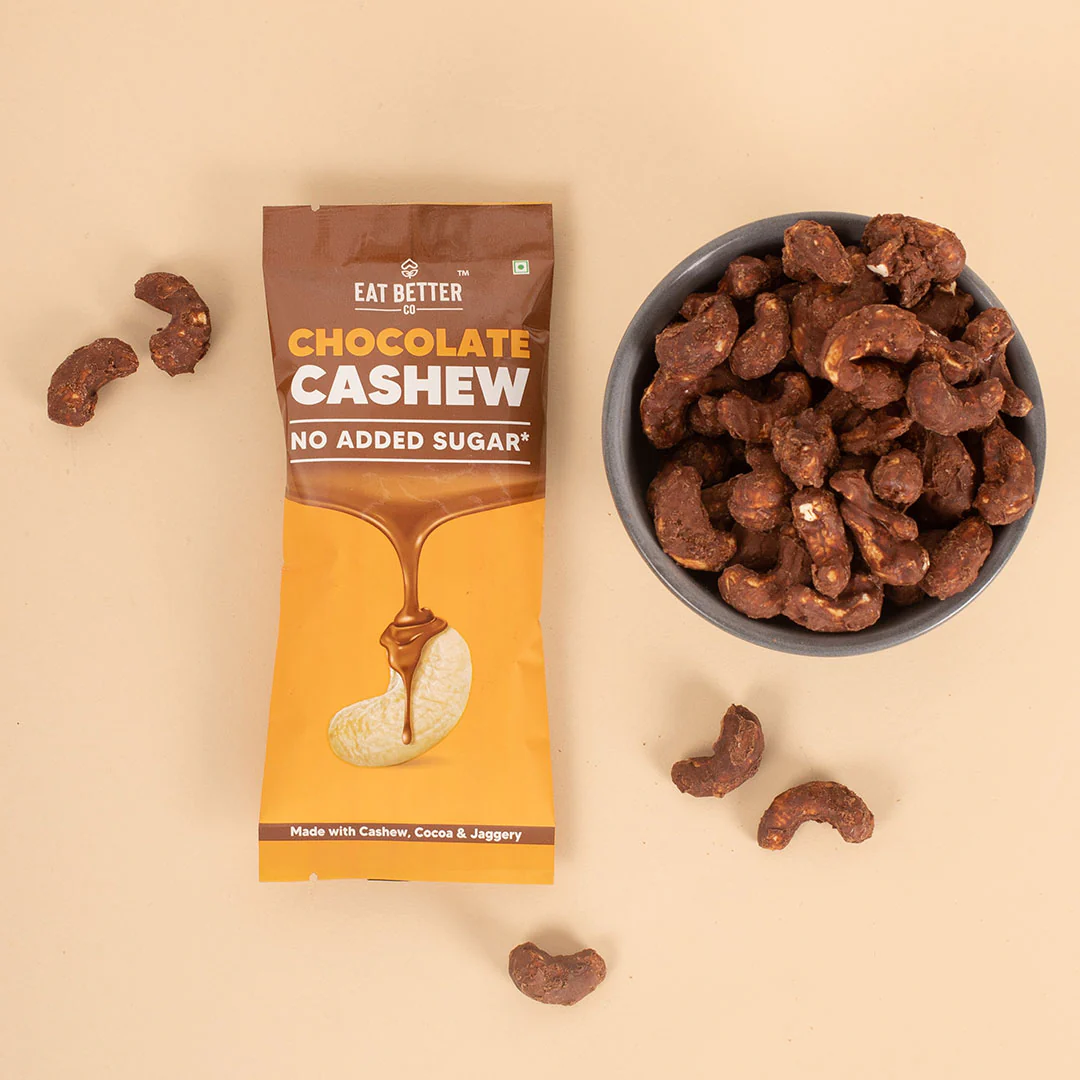 EAT BETTER
CO
TM
CHOCOLATE
CASHEW
NO ADDED SUGAR*
Made with Cashew, Cocoa & Jaggery